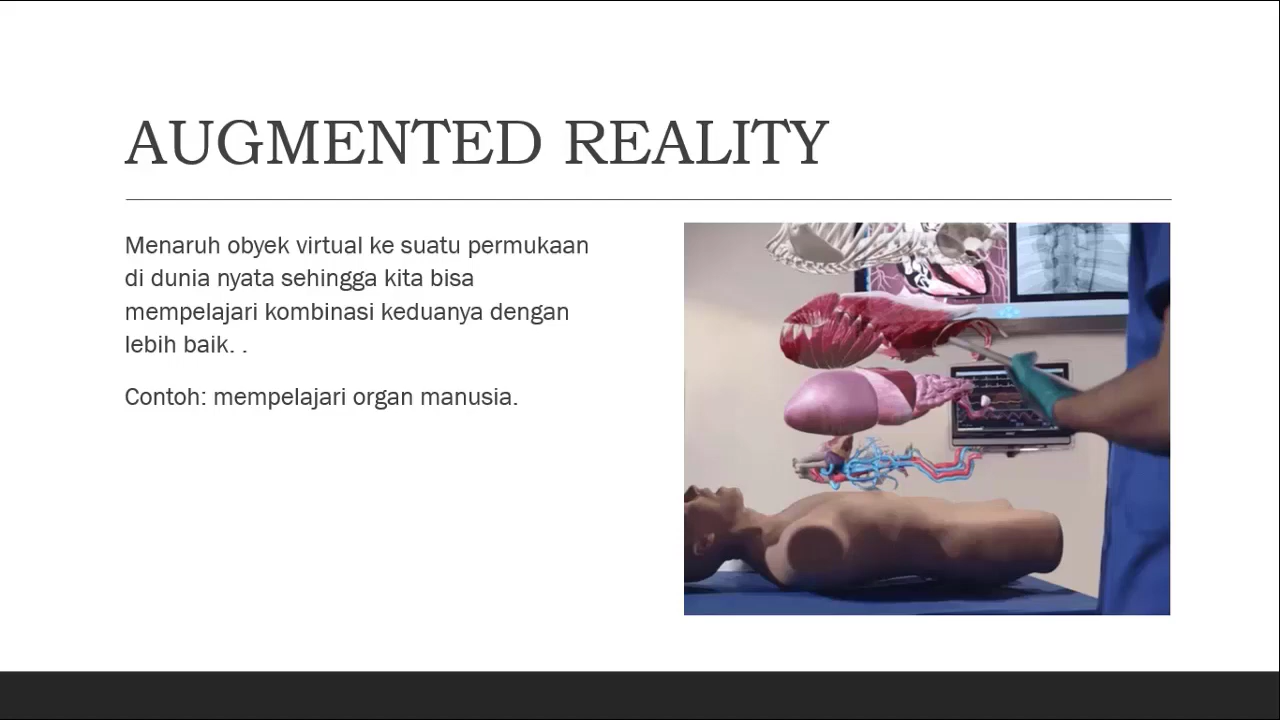 AUGMENTED REALITY
Menaruh obyek virtual ke suatu permukaan
di dunia nyata sehingga kita bisa
mempelajari kombinasi keduanya dengan
lebih baik. .
Contoh: mempelajari organ manusia.